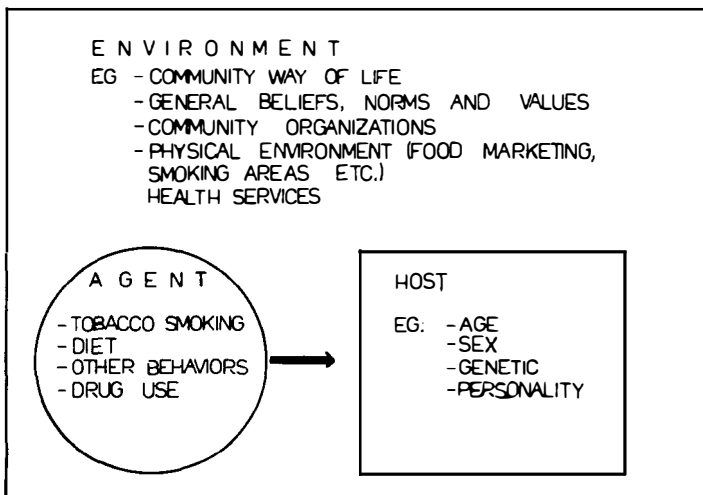 ENVIRONMENT
EG - COMMUNITY WAY OF LIFE
- GENERAL BELIEFS, NORMS AND VALUES
- COMMUNITY ORGANIZATIONS
- PHYSICAL ENVIRONMENT (FOOD MARKETING,
SMOKING AREAS ETC.)
HEALTH SERVICES
AGENT
- TOBACCO SMOKING
- DIET
- OTHER BEHAVIORS
- DRUG USE
HOST
EG: - AGE
- SEX
- GENETIC
- PERSONALITY